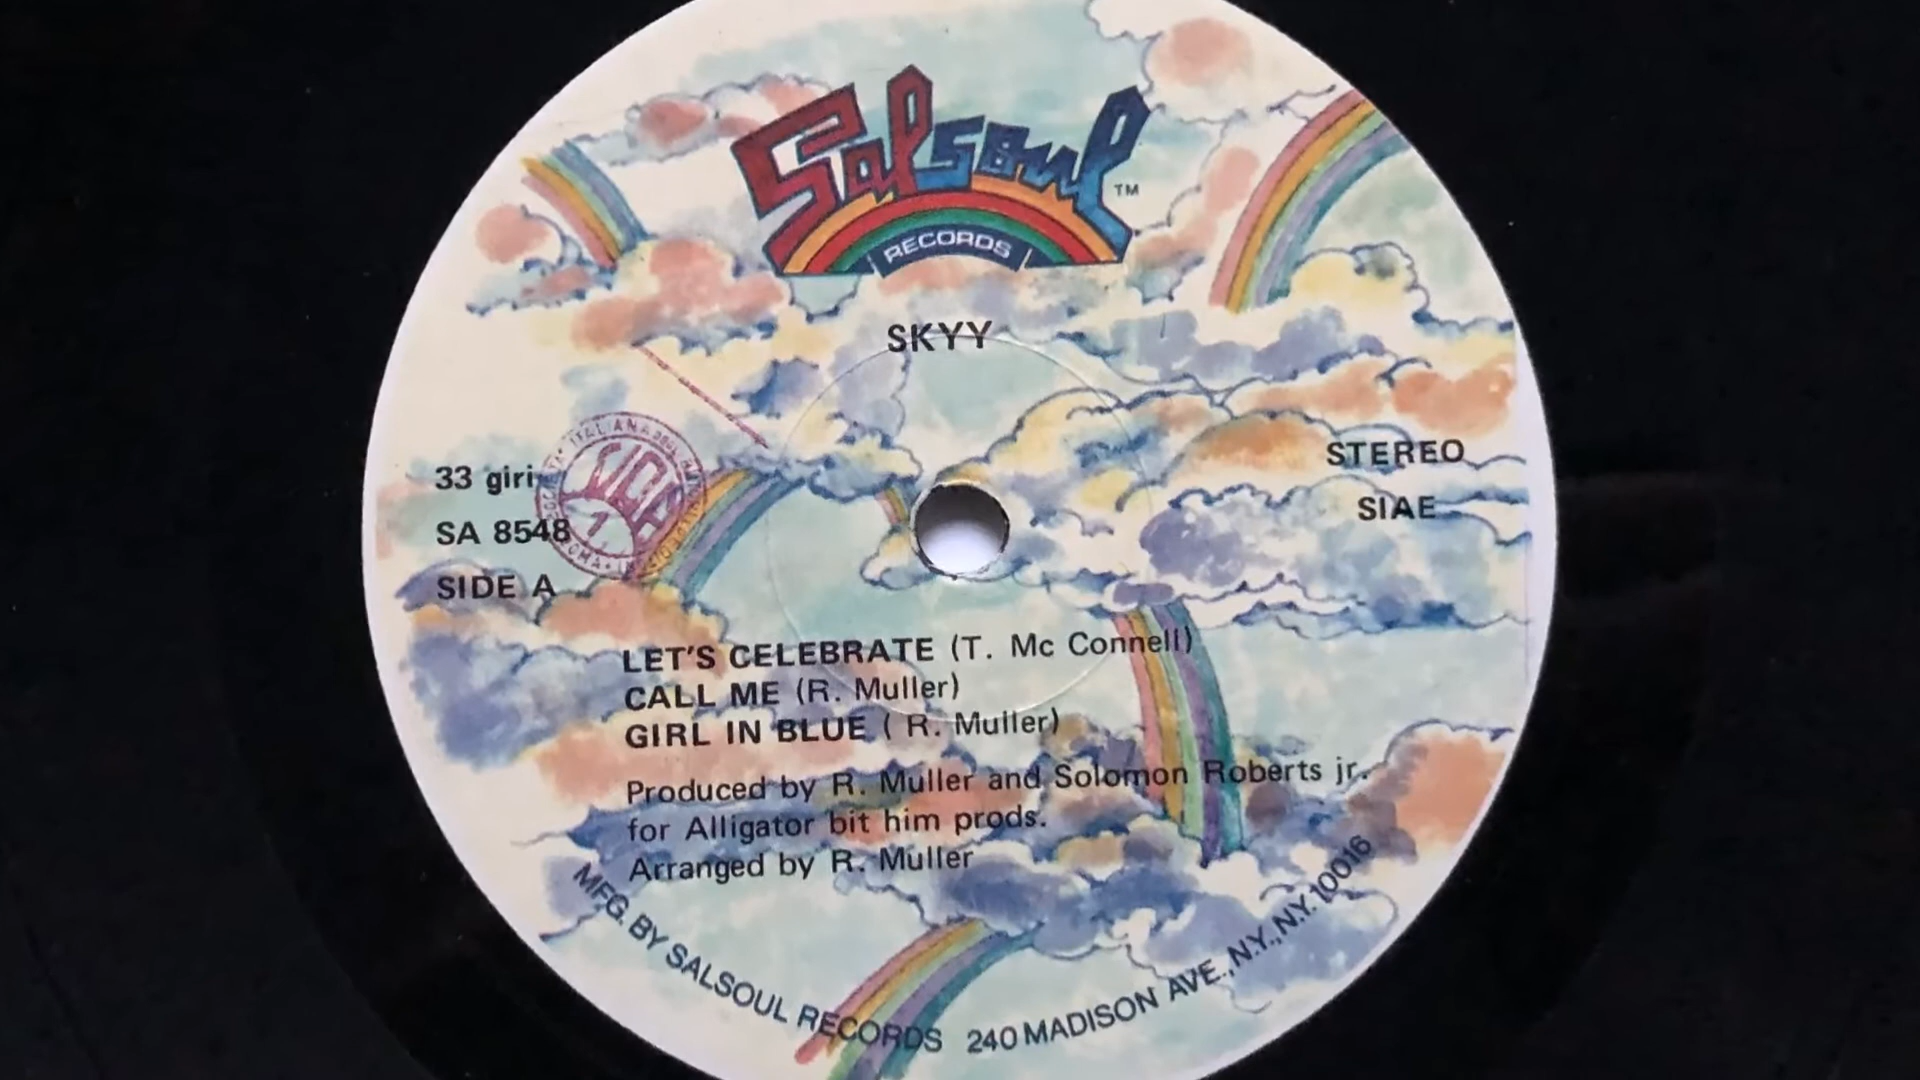 Salsoul TM
RECORDS
SKYY
33 giri
SA 8548
SIDE A
STEREO
SIAE
LET'S CELEBRATE (T. Mc Connell)
CALL ME (R. Muller)
GIRL IN BLUE ( R. Muller)
Produced by R. Muller and Solomon Roberts jr.
for Alligator bit him prods.
Arranged by R. Muller
MFG. BY SALSOUL RECORDS 240 MADISON AVE., N.Y., N.Y. 10016